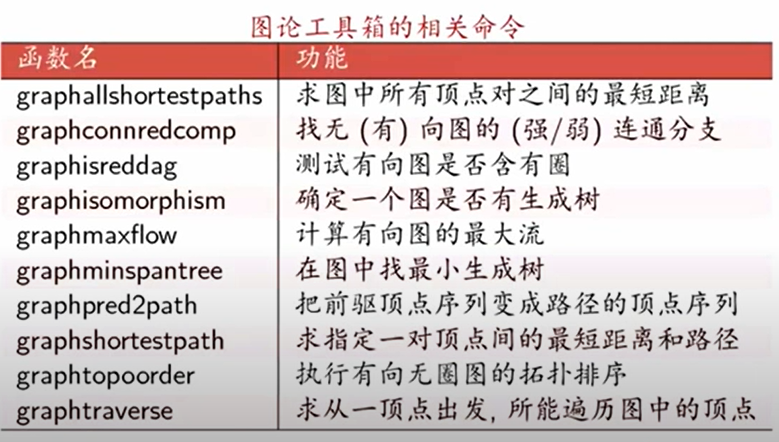 图论工具箱的相关命令
函数名 功能
graphallshortestpaths 求图中所有顶点对之间的最短距离
graphconnredcomp 找无 (有) 向图的 (强/弱) 连通分支
graphisreddag 测试有向图是否含有圈
graphisomorphism 确定一个图是否有生成树
graphmaxflow 计算有向图的最大流
graphminspantree 在图中找最小生成树
graphpred2path 把前驱顶点序列变成路径的顶点序列
graphshortestpath 求指定一对顶点间的最短距离和路径
graphtopoorder 执行有向无圈图的拓扑排序
graphtraverse 求从一顶点出发, 所能遍历图中的顶点